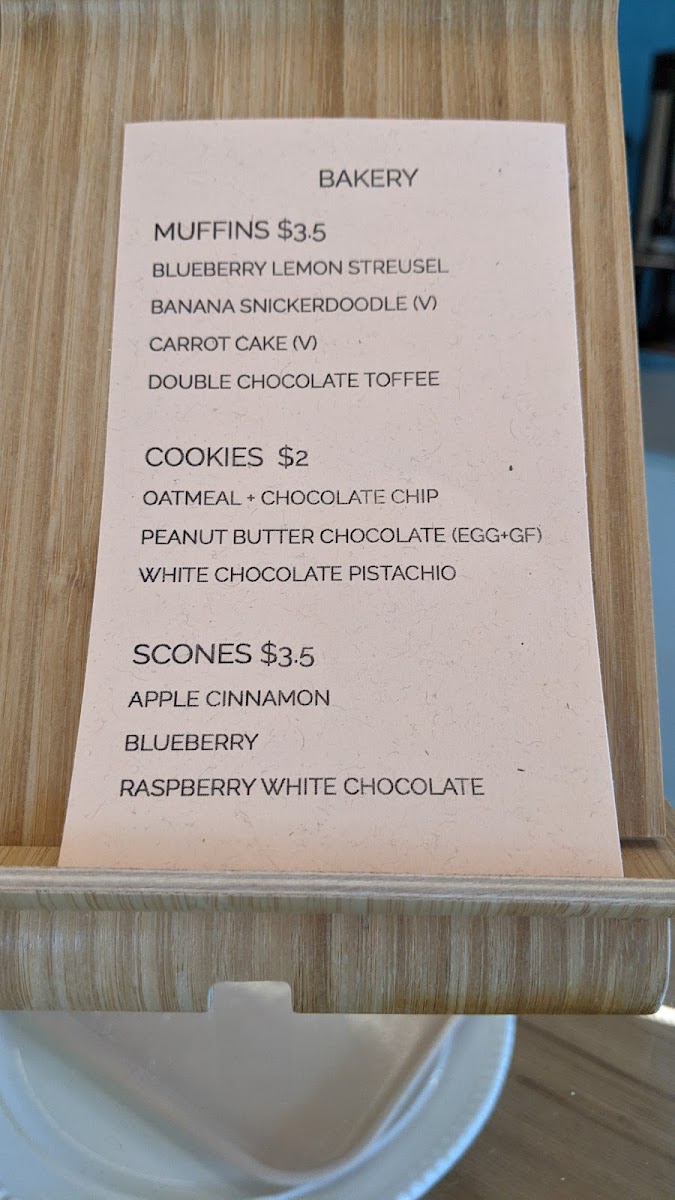 BAKERY
MUFFINS $3.5
BLUEBERRY LEMON STREUSEL
BANANA SNICKERDOODLE (V)
CARROT CAKE (V)
DOUBLE CHOCOLATE TOFFEE
COOKIES $2
OATMEAL + CHOCOLATE CHIP
PEANUT BUTTER CHOCOLATE (EGG+GF)
WHITE CHOCOLATE PISTACHIO
SCONES $3.5
APPLE CINNAMON
BLUEBERRY
RASPBERRY WHITE CHOCOLATE